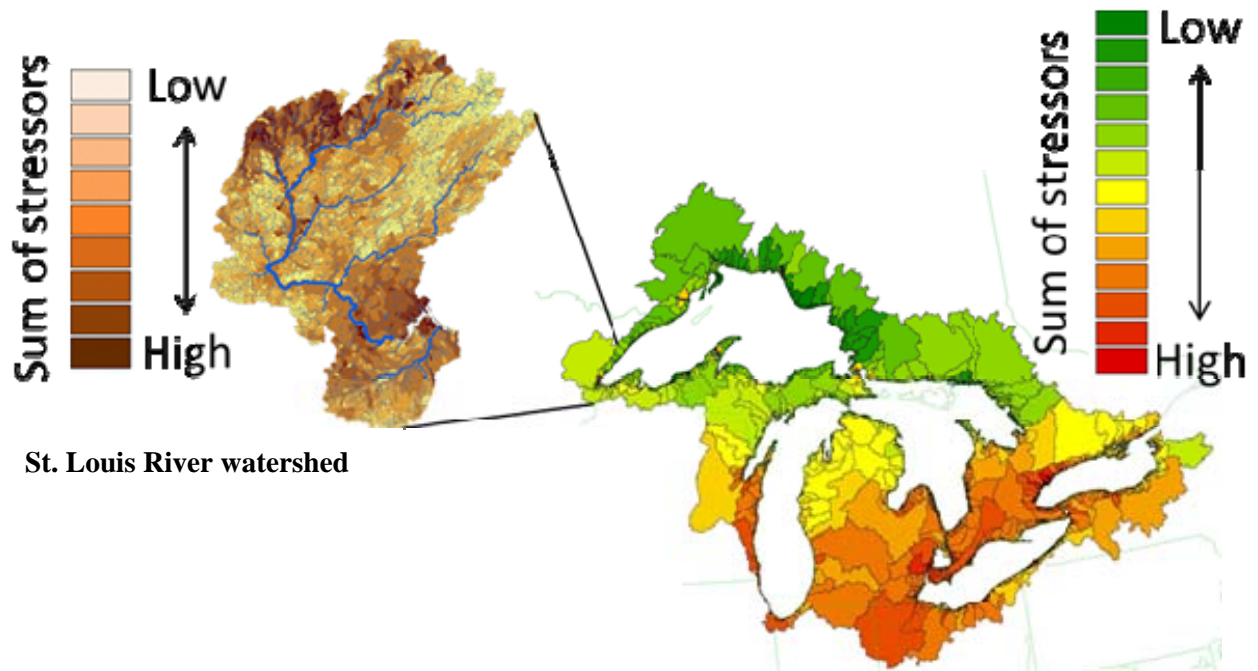 Sum of stressors
Low
High
St. Louis River watershed
Sum of stressors
Low
High